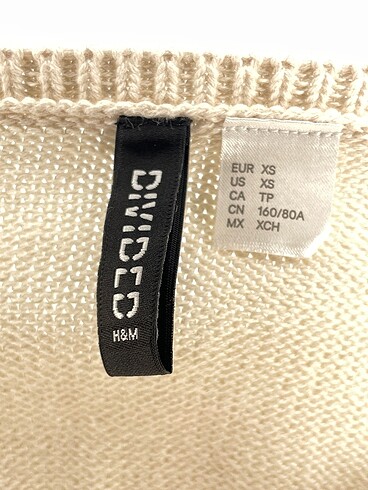 DIVIDED
H&M
EUR XS
US XS
CA TP
CN 160/80A
MX XCH